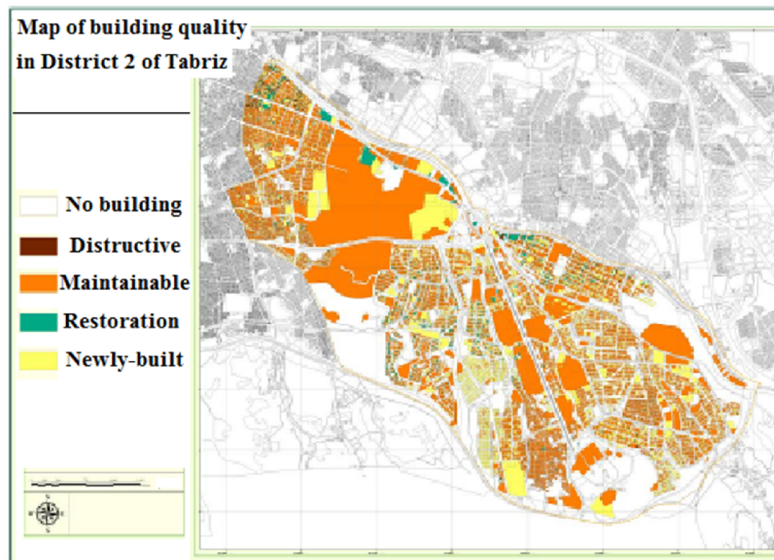 Map of building quality
in District 2 of Tabriz
No building
Distructive
Maintainable
Restoration
Newly-built